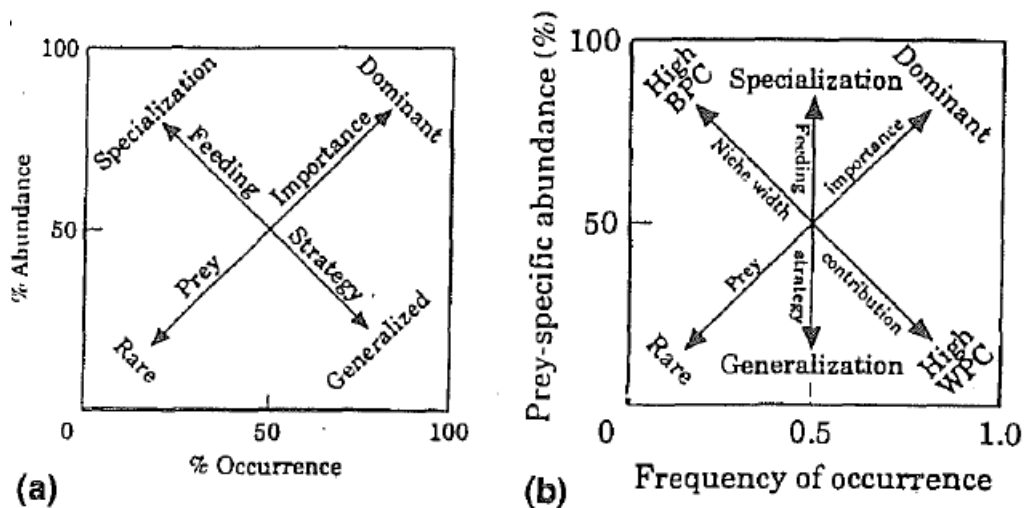 100
50
0
50
100
% Abundance
% Occurrence
Specialization
Dominant
Feeding
Importance
Prey
Strategy
Rare
Generalized
(a)
100
50
0
0.5
1.0
Prey-specific abundance (%)
Frequency of occurrence
High
BPC
Specialization
Dominant
Niche width
Feeding
importance
Prey
strategy
contribution
Rare
Generalization
High
WPC
(b)